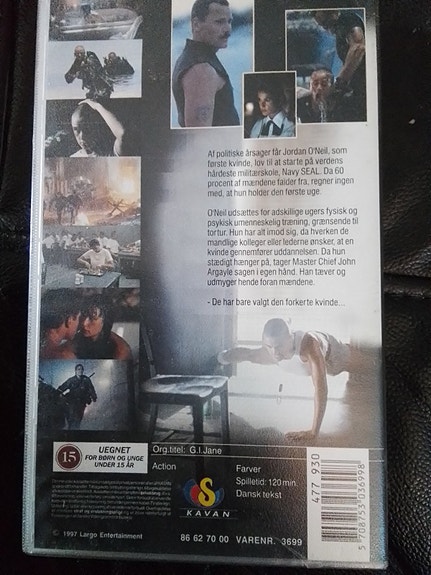 Af politiske årsager får Jordan O'Neil, som
første kvinde, lov til at starte på verdens
hårdeste militærskole, Navy SEAL. Da 60
procent af mændene falder fra, regner ingen
med, at hun holder den første uge.
O'Neil udsættes for adskillige ugers fysisk og
psykisk umenneskelig træning, grænsende til
tortur. Hun har alt imod sig, da hverken de
mandlige kolleger eller lederne ønsker, at en
kvinde gennemfører uddannelsen. Da hun
stædigt hænger på, tager Master Chief John
Argayle sagen i egen hånd. Han tæver og
udmyger hende foran mændene.
- De har bare valgt den forkerte kvinde...
15
UEGNET
FOR BØRN OG UNGE
UNDER 15 ÅR
Org.titel: G.I Jane
Action
Farver
Spilletid: 120 min.
Dansk tekst
S
KAVAN
© 1997 Largo Entertainment
86 62 70 00 VARENR. 3699
477 930
5 708753 036998